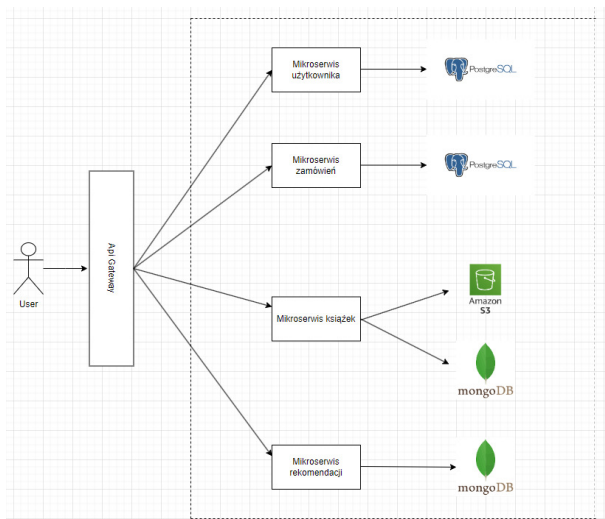 Mikroserwis
użytkownika
PostgreSQL
Mikroserwis
zamówień
PostgreSQL
Api Gateway
User
Mikroserwis książek
Amazon
S3
mongoDB
Mikroserwis
rekomendacji
mongoDB